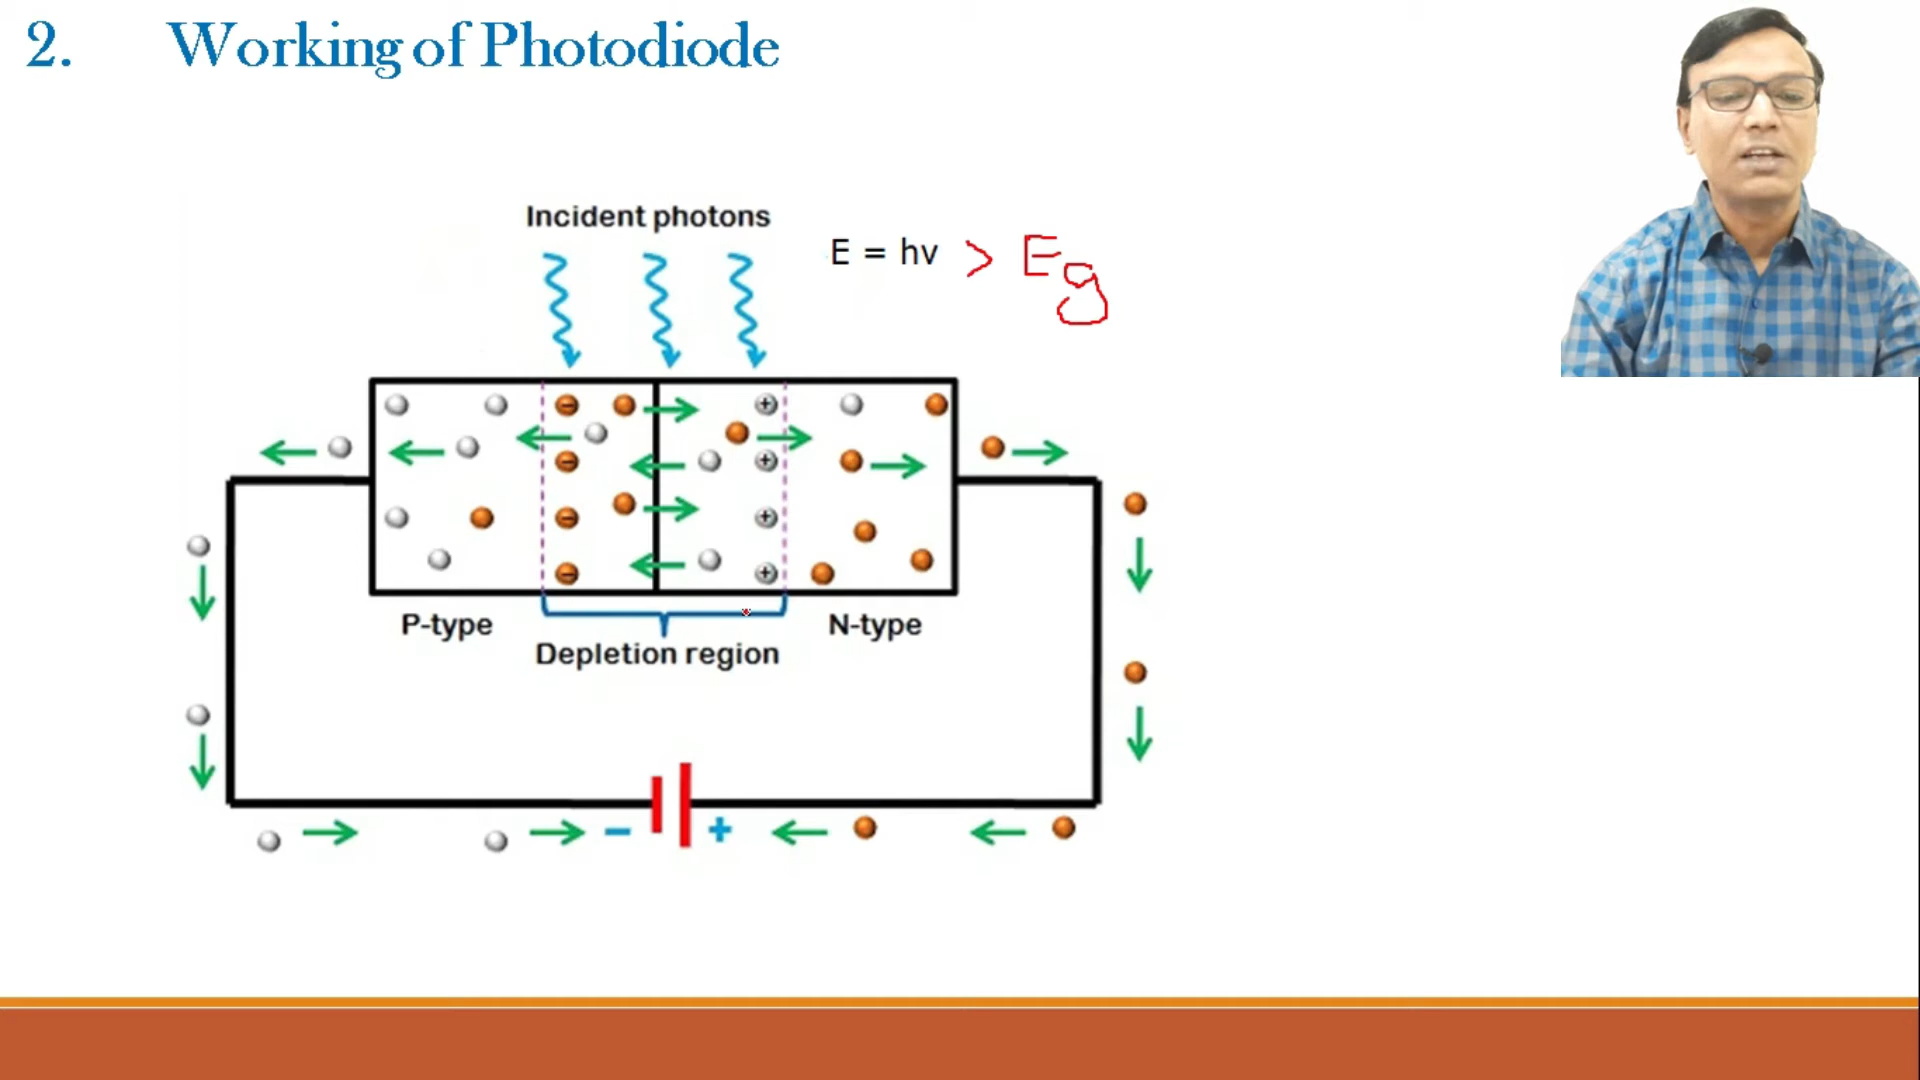 2. Working of Photodiode
Incident photons
E = hv > Eg
P-type
N-type
Depletion region
− +